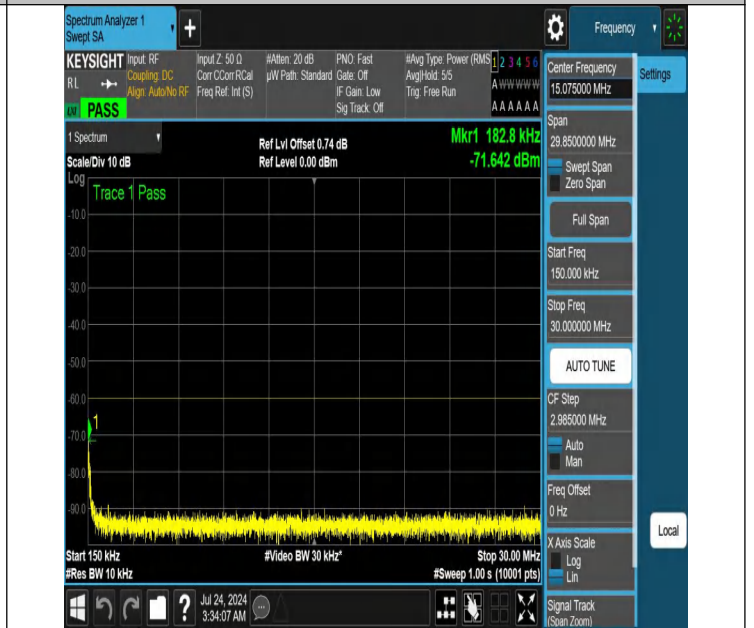 Spectrum Analyzer 1
Swept SA
+
Frequency
KEYSIGHT
RL
PASS
Input: RF
Coupling: DC
Align: Auto/No RF
Input Z: 50 Ω
Corr CCorr RCal
Freq Ref: Int (S)
#Atten: 20 dB
µW Path: Standard
PNO: Fast
Gate: Off
IF Gain: Low
Sig Track: Off
#Avg Type: Power (RMS
Avg|Hold: 5/5
Trig: Free Run
1 2 3 4 5 6
A W W W W W
A A A A A A
1 Spectrum
Scale/Div 10 dB
Ref Lvl Offset 0.74 dB
Ref Level 0.00 dBm
Mkr1 182.8 kHz
-71.642 dBm
Log
Trace 1 Pass
-10.0
-20.0
-30.0
-40.0
-50.0
-60.0
1
-70.0
-80.0
-90.0
Start 150 kHz
#Video BW 30 kHz*
Stop 30.00 MHz
#Res BW 10 kHz
#Sweep 1.00 s (10001 pts)
?
Jul 24, 2024
3:34:07 AM
Center Frequency
15.075000 MHz
Settings
Span
29.8500000 MHz
Swept Span
Zero Span
Full Span
Start Freq
150.000 kHz
Stop Freq
30.000000 MHz
AUTO TUNE
CF Step
2.985000 MHz
Auto
Man
Freq Offset
0 Hz
Local
X Axis Scale
Log
Lin
Signal Track
(Span Zoom)